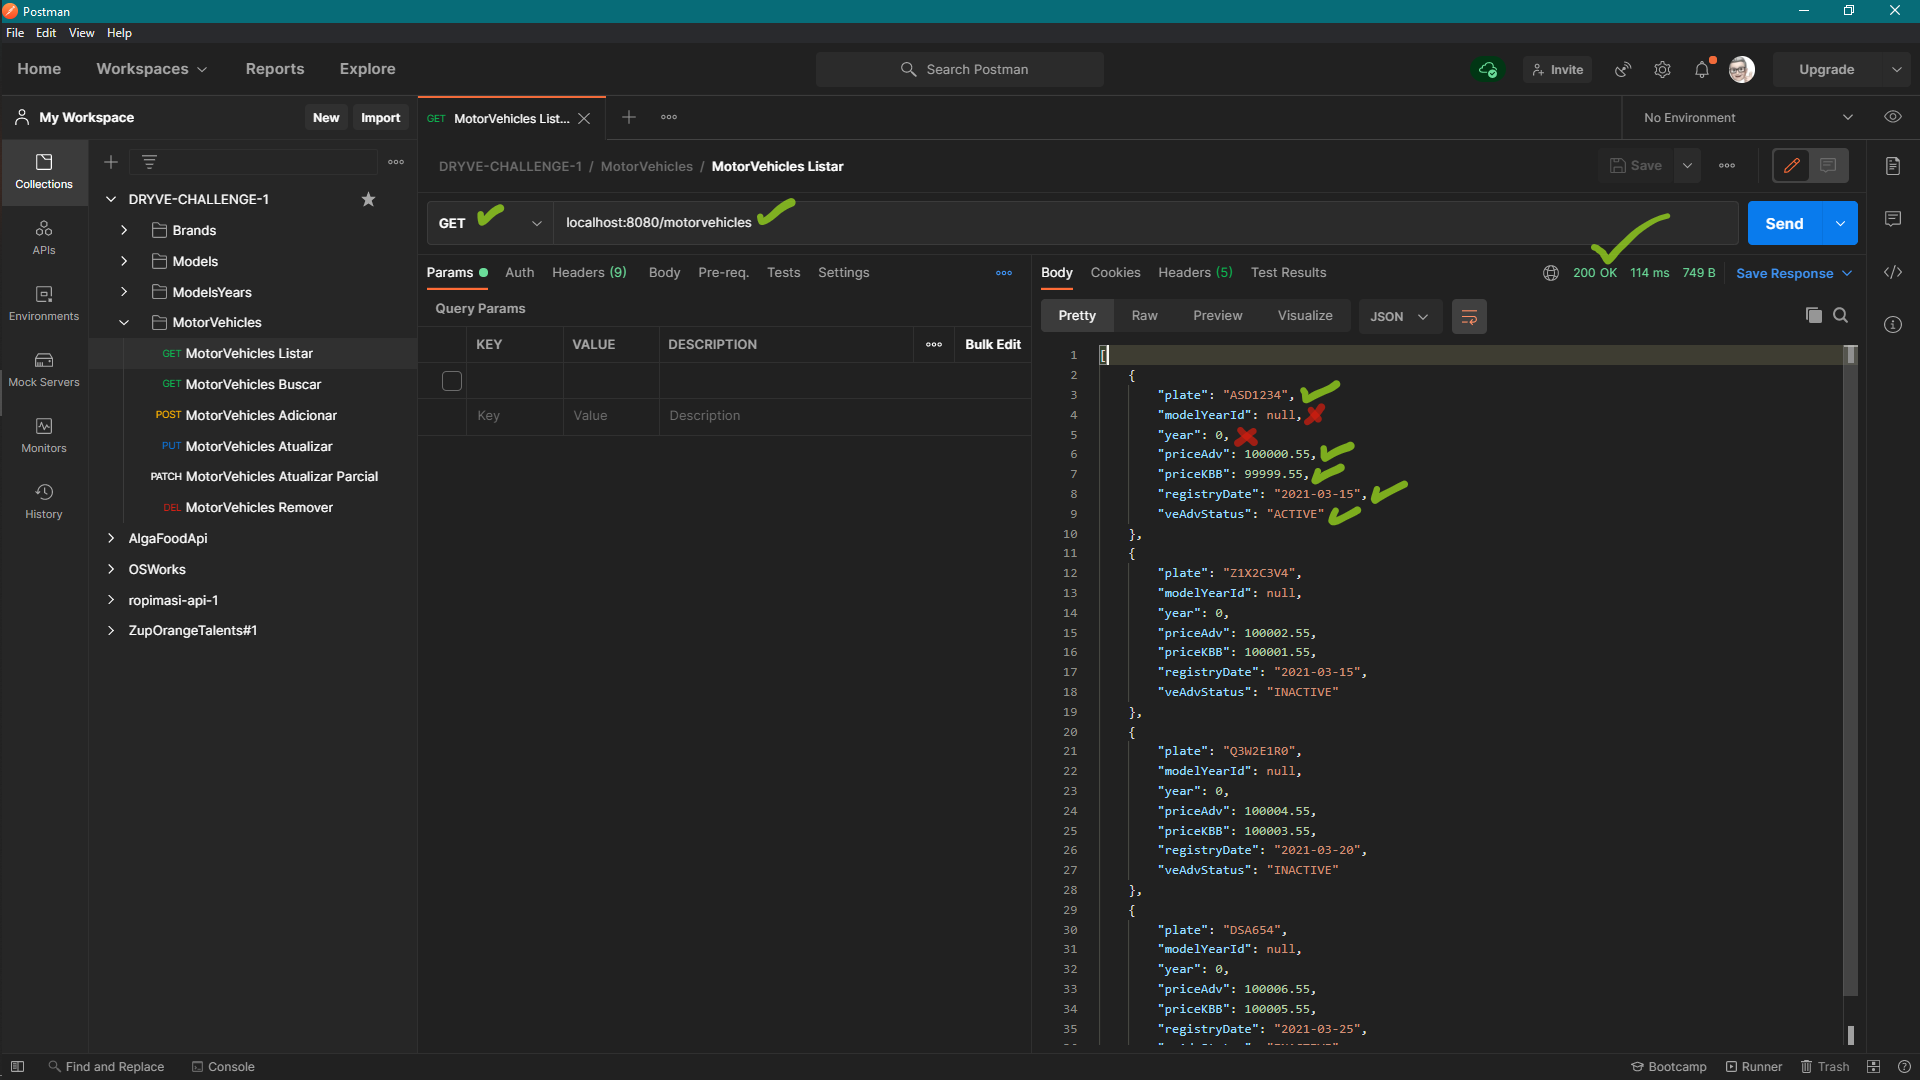 Postman
File Edit View Help
Home Workspaces Reports Explore
Search Postman
Invite
Upgrade
My Workspace
New Import
GET MotorVehicles List...
No Environment
Collections
APIs
Environments
Mock Servers
Monitors
History
DRYVE-CHALLENGE-1
Brands
Models
ModelsYears
MotorVehicles
GET MotorVehicles Listar
GET MotorVehicles Buscar
POST MotorVehicles Adicionar
PUT MotorVehicles Atualizar
PATCH MotorVehicles Atualizar Parcial
DEL MotorVehicles Remover
AlgaFoodApi
OSWorks
ropimasi-api-1
ZupOrangeTalents#1
DRYVE-CHALLENGE-1 / MotorVehicles / MotorVehicles Listar
Save
GET localhost:8080/motorvehicles
Send
Params Auth Headers (9) Body Pre-req. Tests Settings
Query Params
KEY VALUE DESCRIPTION Bulk Edit
Key Value Description
Body Cookies Headers (5) Test Results
200 OK 114 ms 749 B Save Response
Pretty Raw Preview Visualize JSON
1 [
2 {
3 "plate": "ASD1234",
4 "modelYearId": null,
5 "year": 0,
6 "priceAdv": 100000.55,
7 "priceKBB": 99999.55,
8 "registryDate": "2021-03-15",
9 "veAdvStatus": "ACTIVE"
10 },
11 {
12 "plate": "Z1X2C3V4",
13 "modelYearId": null,
14 "year": 0,
15 "priceAdv": 100002.55,
16 "priceKBB": 100001.55,
17 "registryDate": "2021-03-15",
18 "veAdvStatus": "INACTIVE"
19 },
20 {
21 "plate": "Q3W2E1R0",
22 "modelYearId": null,
23 "year": 0,
24 "priceAdv": 100004.55,
25 "priceKBB": 100003.55,
26 "registryDate": "2021-03-20",
27 "veAdvStatus": "INACTIVE"
28 },
29 {
30 "plate": "DSA654",
31 "modelYearId": null,
32 "year": 0,
33 "priceAdv": 100006.55,
34 "priceKBB": 100005.55,
35 "registryDate": "2021-03-25",
Find and Replace Console
Bootcamp Runner Trash